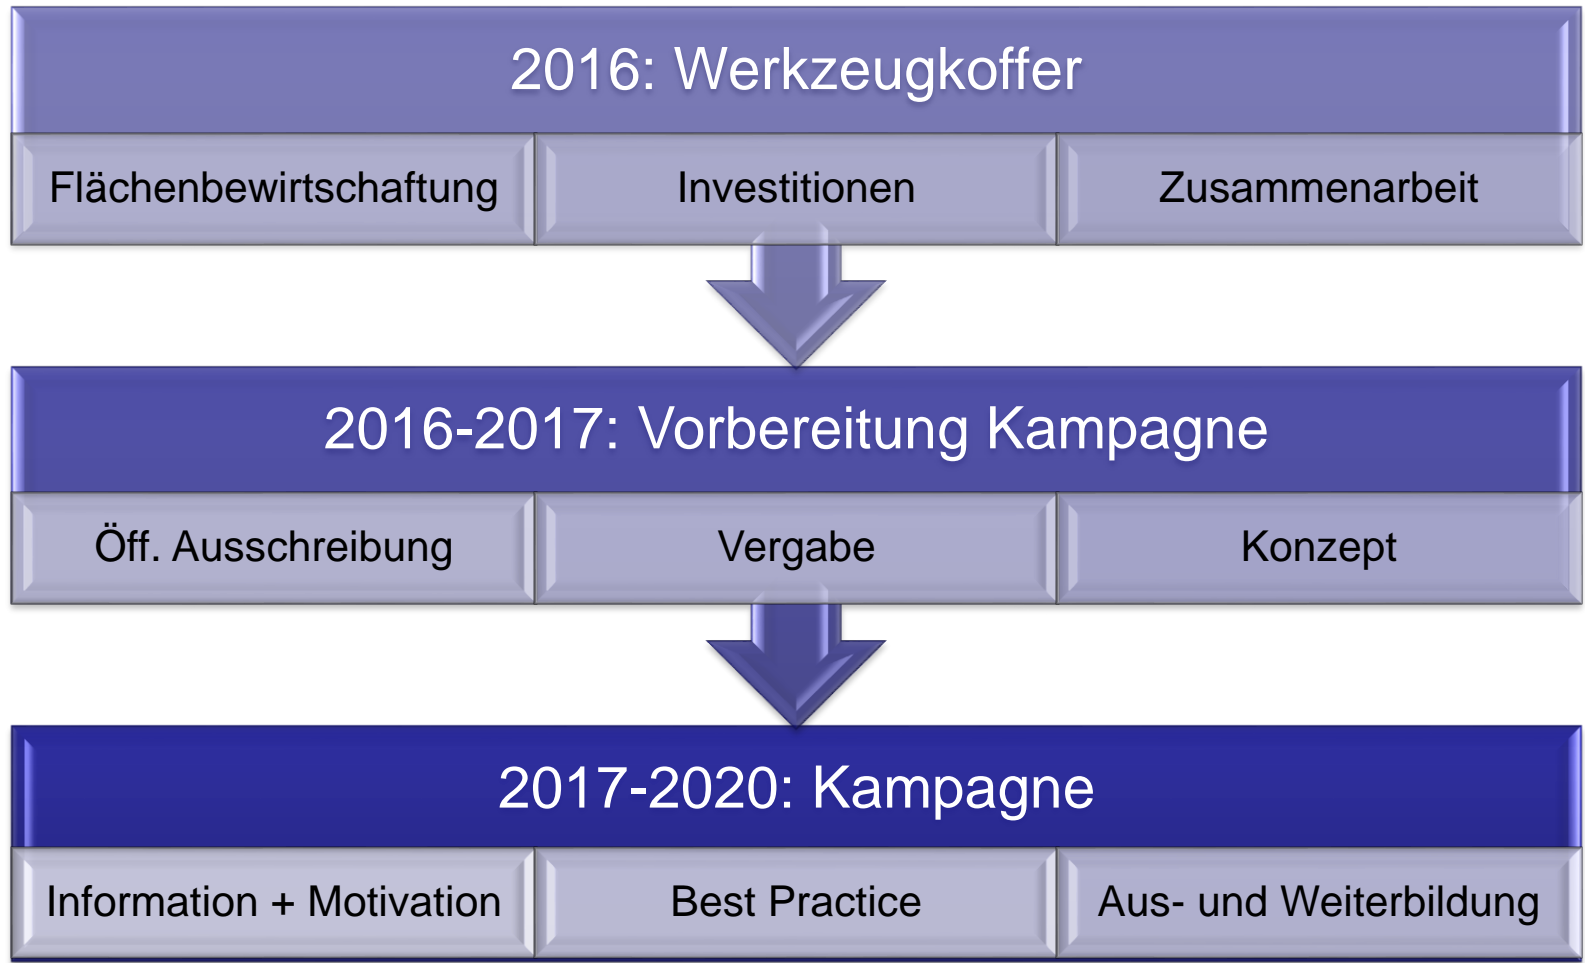 2016: Werkzeugkoffer
Flächenbewirtschaftung
Investitionen
Zusammenarbeit
2016-2017: Vorbereitung Kampagne
Öff. Ausschreibung
Vergabe
Konzept
2017-2020: Kampagne
Information + Motivation
Best Practice
Aus- und Weiterbildung